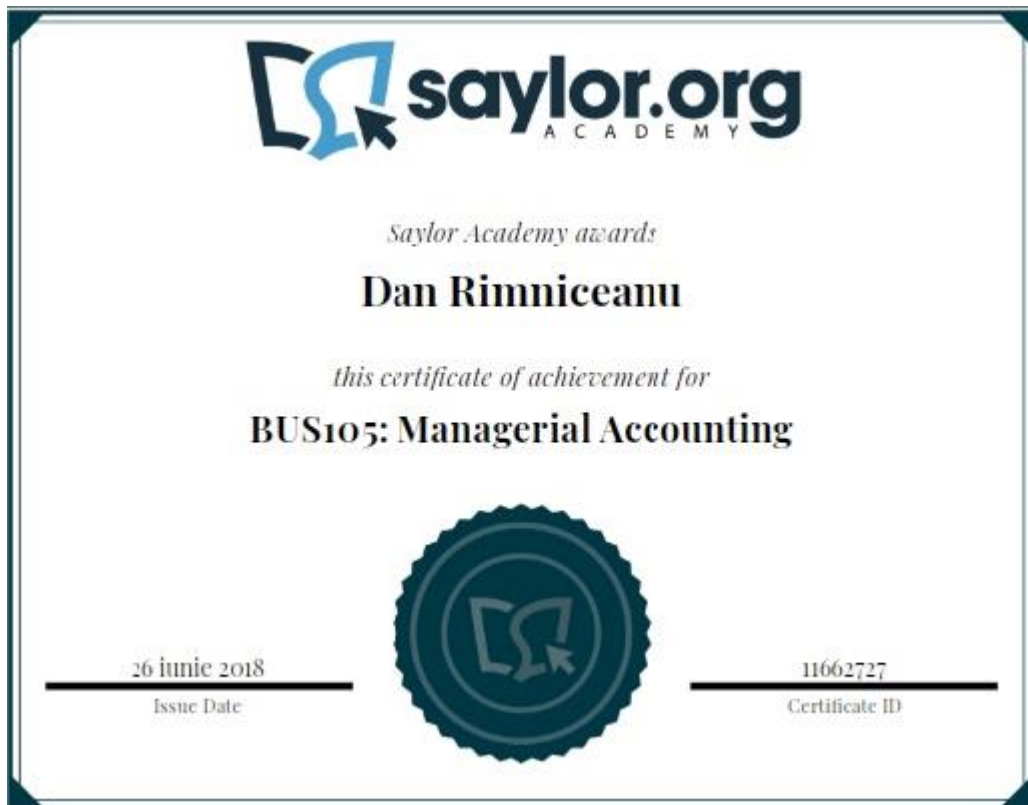 saylor.org
ACADEMY
Saylor Academy awards
Dan Rimniceanu
this certificate of achievement for
BUS105: Managerial Accounting
26 iunie 2018
Issue Date
11662727
Certificate ID